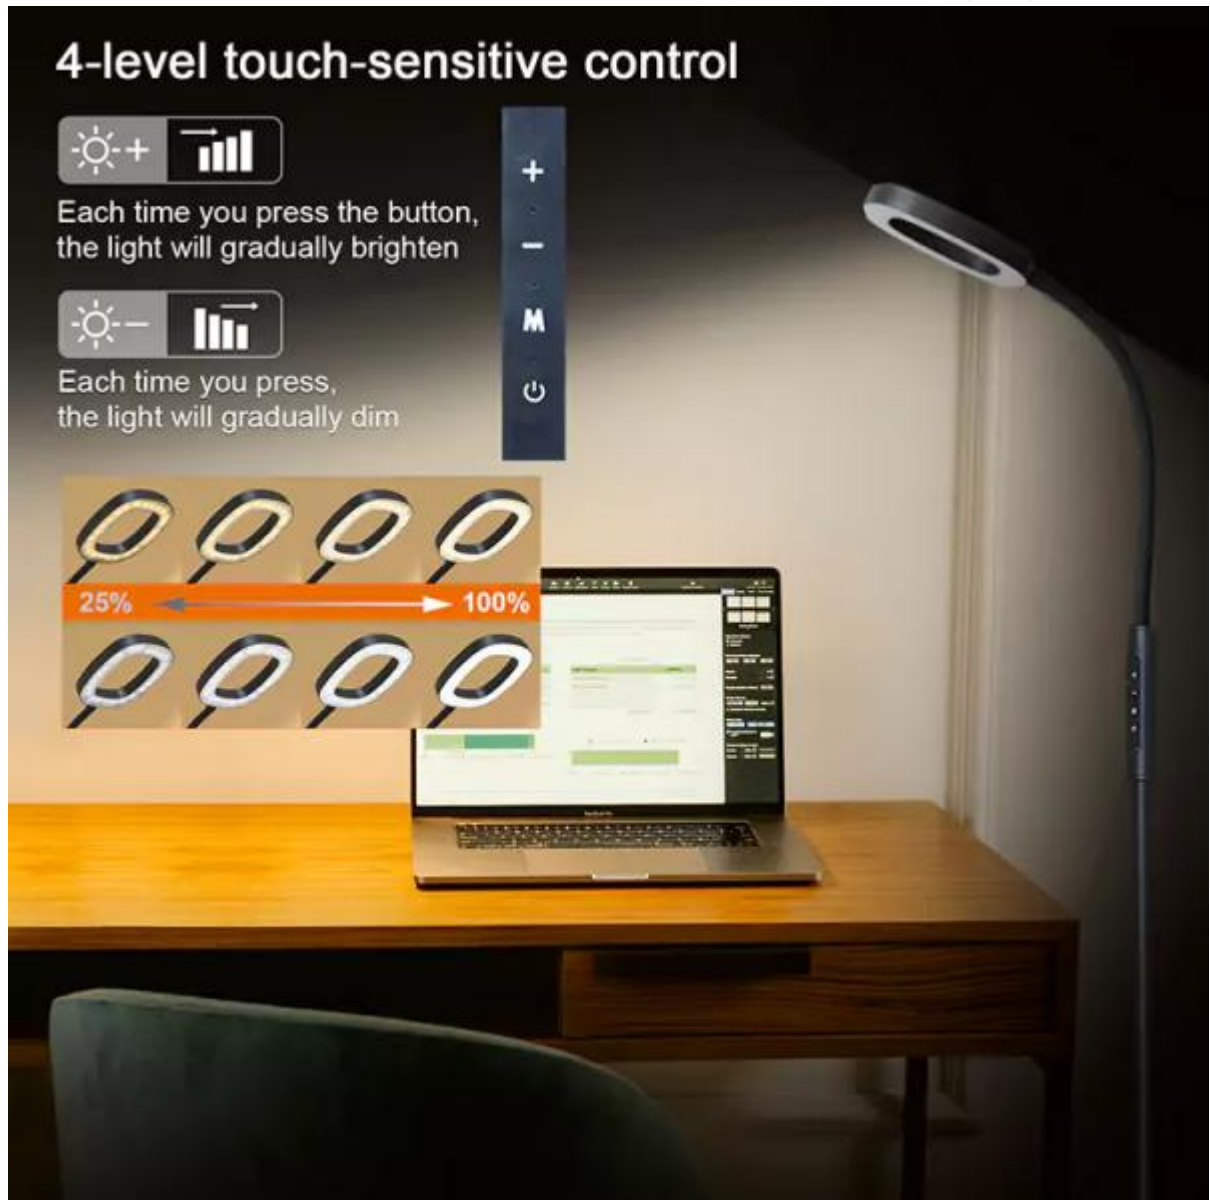 4-level touch-sensitive control
Each time you press the button,
the light will gradually brighten
Each time you press,
the light will gradually dim
+
−
M
25%
100%